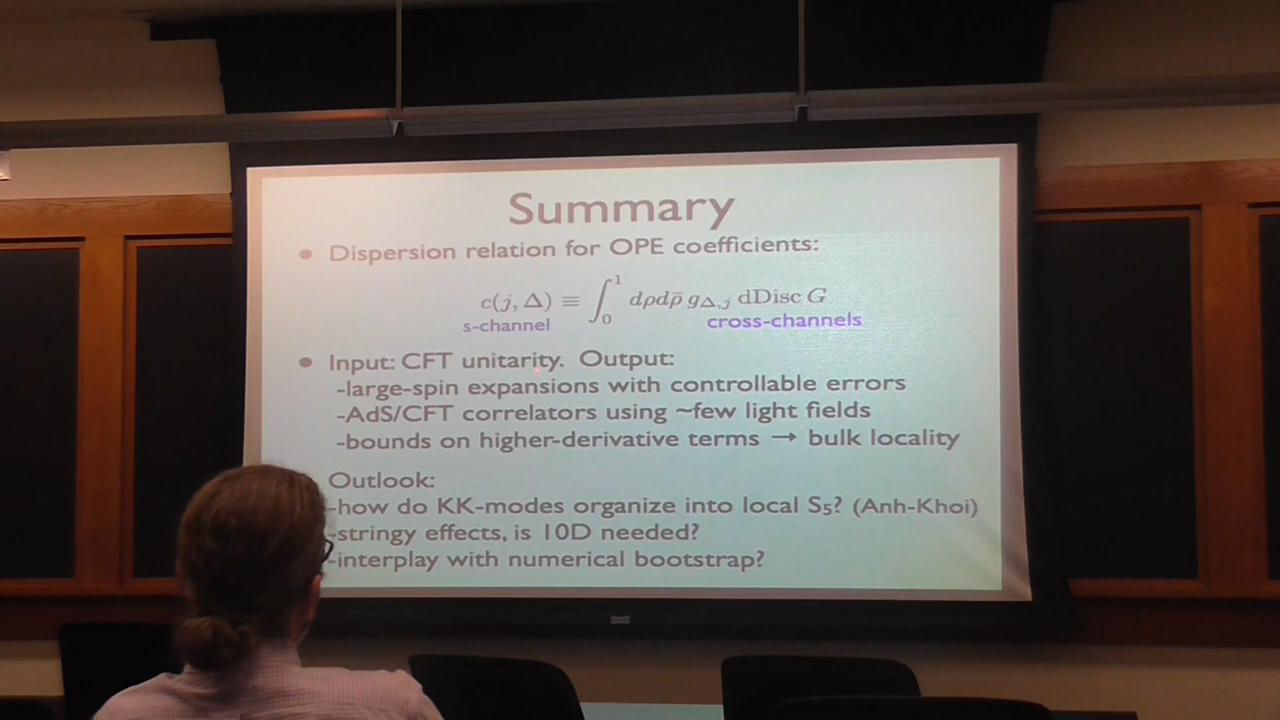 Summary
• Dispersion relation for OPE coefficients:
c(j, Δ) ≡ ∫₀¹ dρdρ̄ g_{Δ,j} dDisc G
s-channel cross-channels
• Input: CFT unitarity. Output:
-large-spin expansions with controllable errors
-AdS/CFT correlators using ~few light fields
-bounds on higher-derivative terms → bulk locality
Outlook:
-how do KK-modes organize into local S₅? (Anh-Khoi)
-stringy effects, is 10D needed?
-interplay with numerical bootstrap?